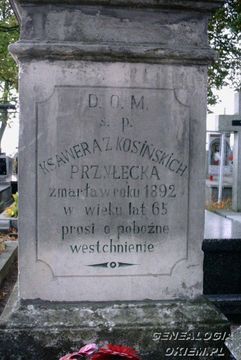 D. O. M.
ś. p.
KSAWERA Z KOSIŃSKICH
PRZYŁECKA
zmarła w roku 1892
w wieku lat 65
prosi o pobożne
westchnienie
GENEALOGIA
OKIEM.PL